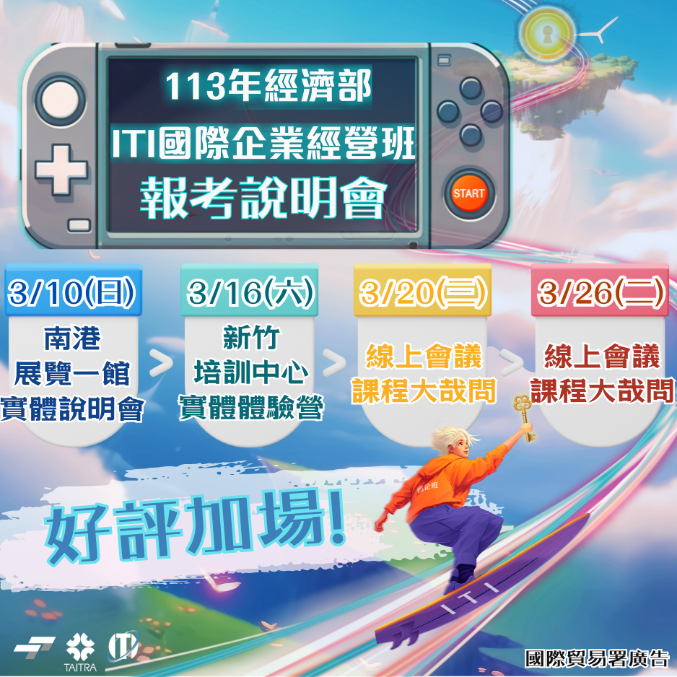 113年經濟部
ITI國際企業經營班
報考說明會
START
3/10(日)
南港
展覽一館
實體說明會
>
3/16(六)
新竹
培訓中心
實體體驗營
>
3/20(三)
線上會議
課程大哉問
>
3/26(二)
線上會議
課程大哉問
好評加場!
ITI
TAITRA
ITI
國際貿易署廣告